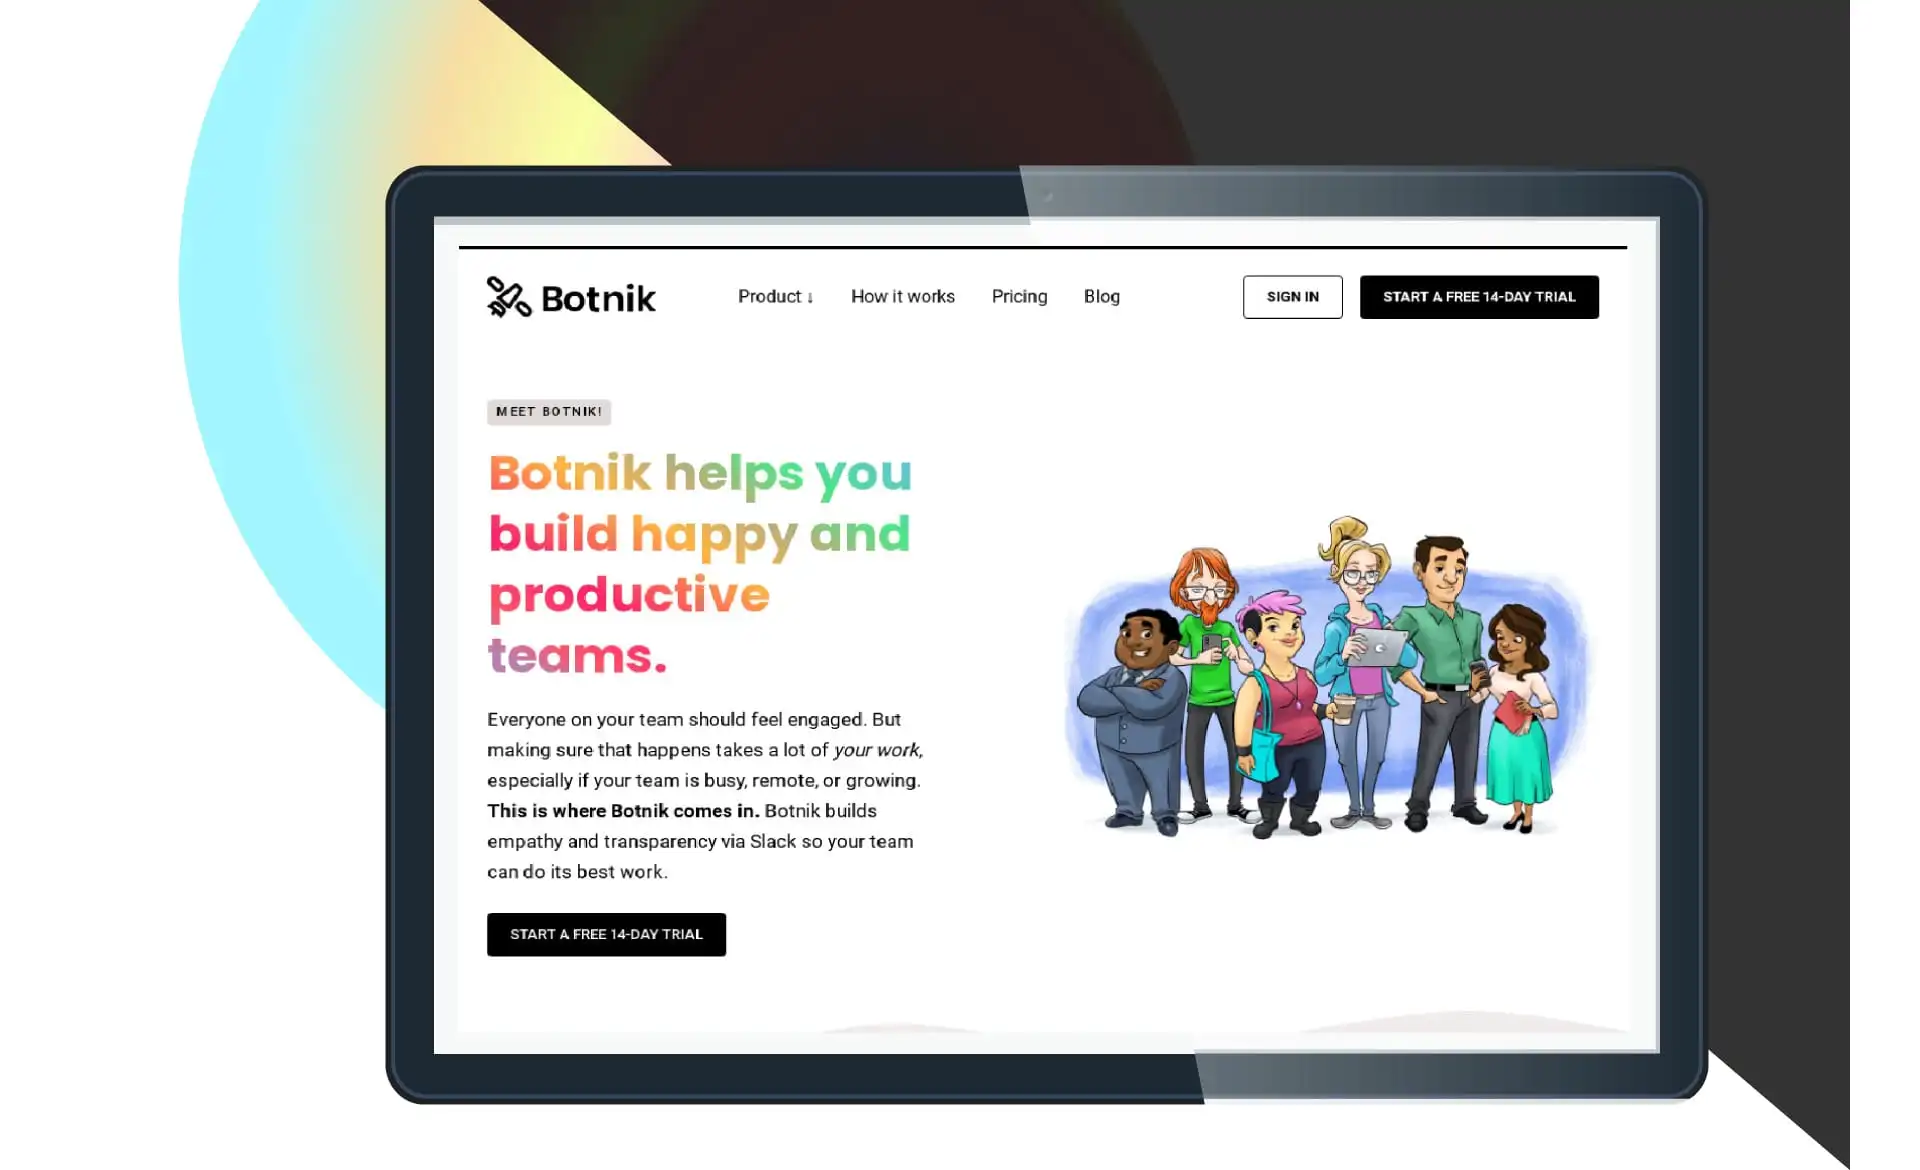 Botnik
Product ↓ How it works Pricing Blog
SIGN IN
START A FREE 14-DAY TRIAL
MEET BOTNIK!
Botnik helps you
build happy and
productive
teams.
Everyone on your team should feel engaged. But
making sure that happens takes a lot of your work,
especially if your team is busy, remote, or growing.
This is where Botnik comes in. Botnik builds
empathy and transparency via Slack so your team
can do its best work.
START A FREE 14-DAY TRIAL